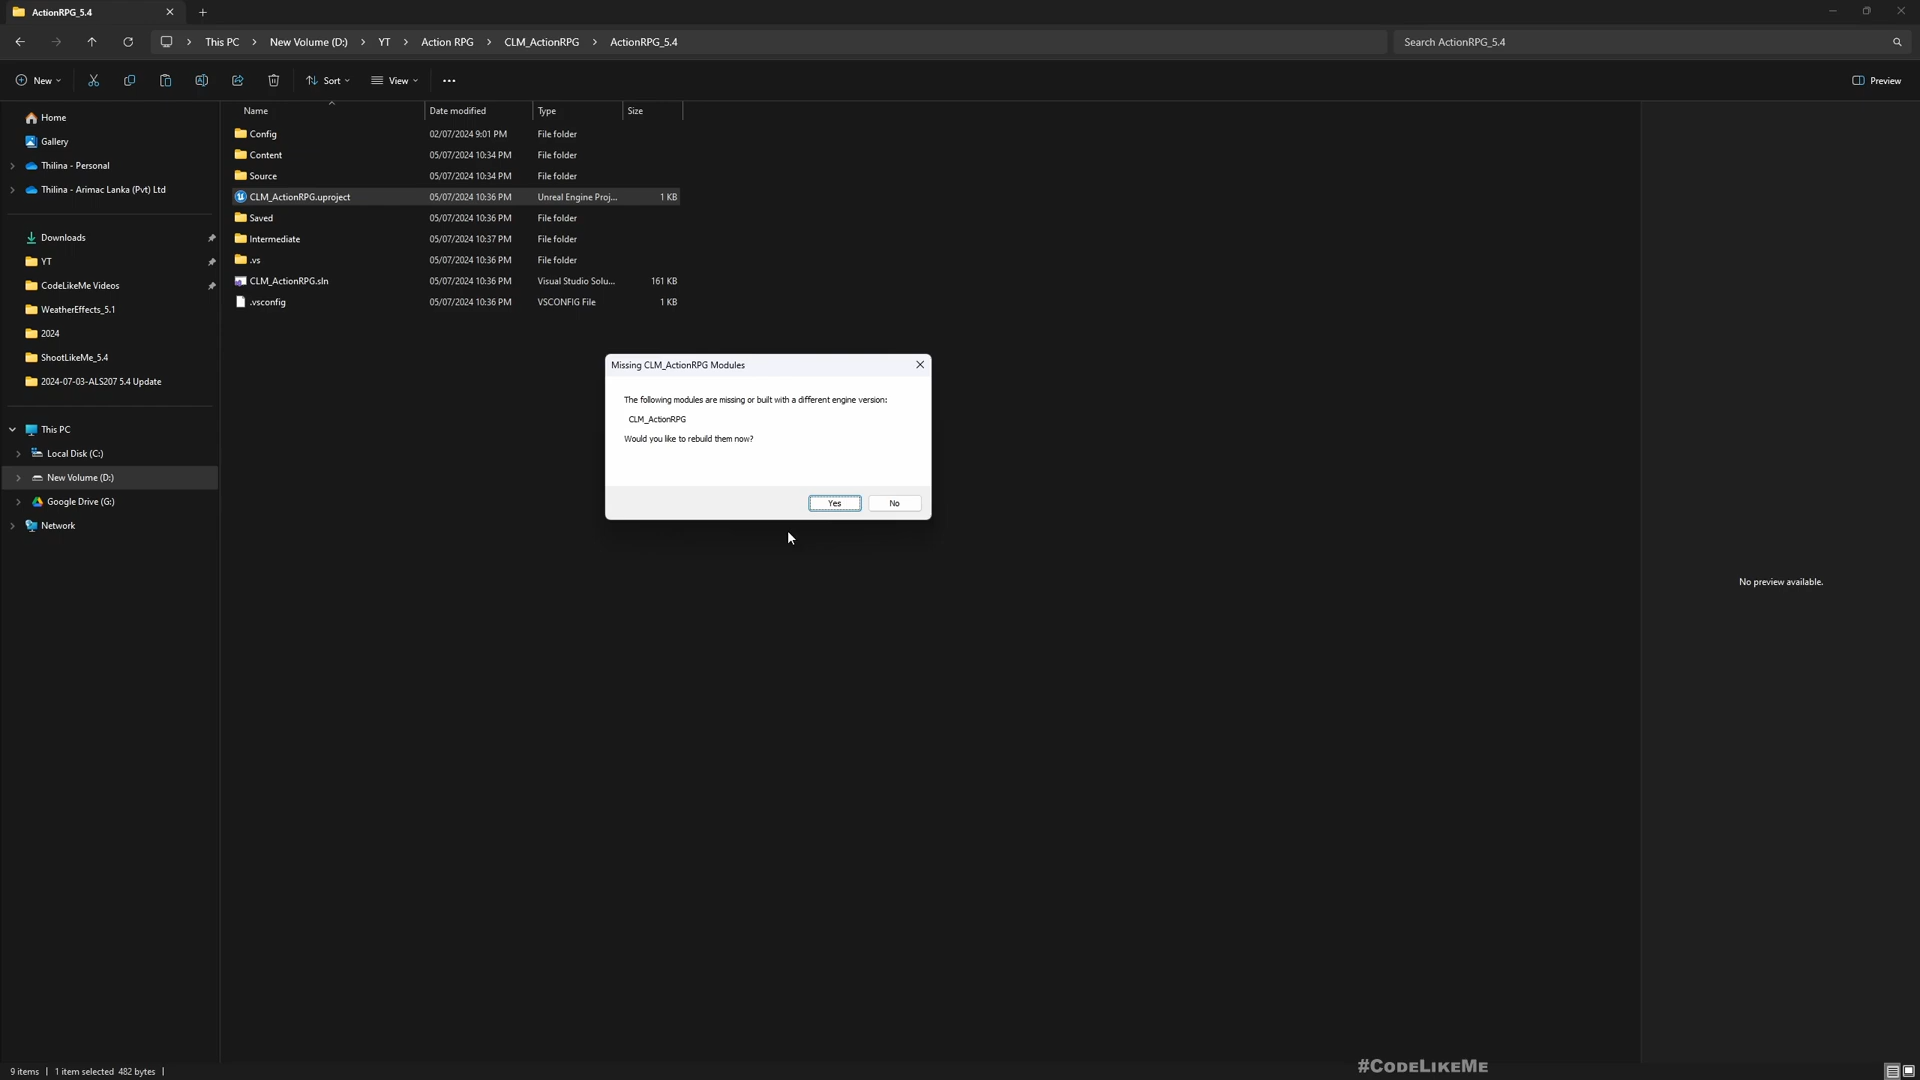 ActionRPG_5.4
This PC > New Volume (D:) > YT > Action RPG > CLM_ActionRPG > ActionRPG_5.4
Search ActionRPG_5.4
New
Sort
View
Preview
Home
Gallery
Thilina - Personal
Thilina - Arimac Lanka (Pvt) Ltd
Downloads
YT
CodeLikeMe Videos
WeatherEffects_5.1
2024
ShootLikeMe_5.4
2024-07-03-ALS207 5.4 Update
This PC
Local Disk (C:)
New Volume (D:)
Google Drive (G:)
Network
Name Date modified Type Size
Config 02/07/2024 9:01 PM File folder
Content 05/07/2024 10:34 PM File folder
Source 05/07/2024 10:34 PM File folder
CLM_ActionRPG.uproject 05/07/2024 10:36 PM Unreal Engine Proj... 1 KB
Saved 05/07/2024 10:36 PM File folder
Intermediate 05/07/2024 10:37 PM File folder
.vs 05/07/2024 10:36 PM File folder
CLM_ActionRPG.sln 05/07/2024 10:36 PM Visual Studio Solu... 161 KB
.vsconfig 05/07/2024 10:36 PM VSCONFIG File 1 KB
Missing CLM_ActionRPG Modules
The following modules are missing or built with a different engine version:
CLM_ActionRPG
Would you like to rebuild them now?
Yes No
No preview available.
9 items 1 item selected 482 bytes
#CodeLikeMe